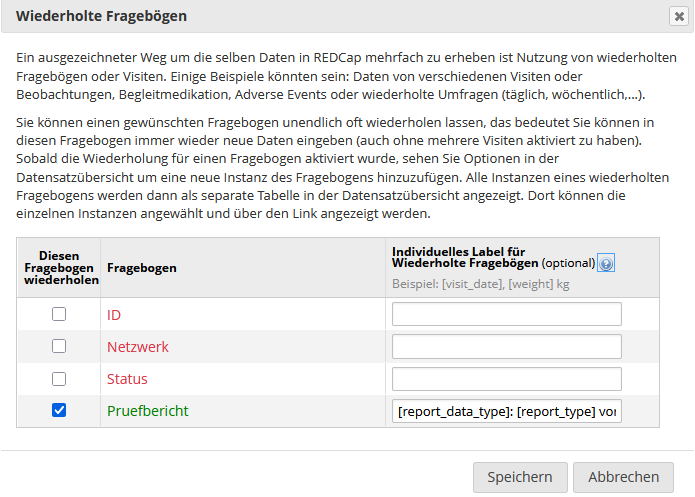 Wiederholte Fragebögen
Ein ausgezeichneter Weg um die selben Daten in REDCap mehrfach zu erheben ist Nutzung von wiederholten
Fragebögen oder Visiten. Einige Beispiele könnten sein: Daten von verschiedenen Visiten oder
Beobachtungen, Begleitmedikation, Adverse Events oder wiederholte Umfragen (täglich, wöchentlich,...).
Sie können einen gewünschten Fragebogen unendlich oft wiederholen lassen, das bedeutet Sie können in
diesen Fragebogen immer wieder neue Daten eingeben (auch ohne mehrere Visiten aktiviert zu haben).
Sobald die Wiederholung für einen Fragebogen aktiviert wurde, sehen Sie Optionen in der
Datensatzübersicht um eine neue Instanz des Fragebogens hinzuzufügen. Alle Instanzen eines wiederholten
Fragebogens werden dann als separate Tabelle in der Datensatzübersicht angezeigt. Dort können die
einzelnen Instanzen angewählt und über den Link angezeigt werden.
Diesen
Fragebogen
wiederholen
Fragebogen
Individuelles Label für
Wiederholte Fragebögen (optional) ?
Beispiel: [visit_date], [weight] kg
ID
Netzwerk
Status
Pruefbericht
[report_data_type]: [report_type] vor
Speichern
Abbrechen